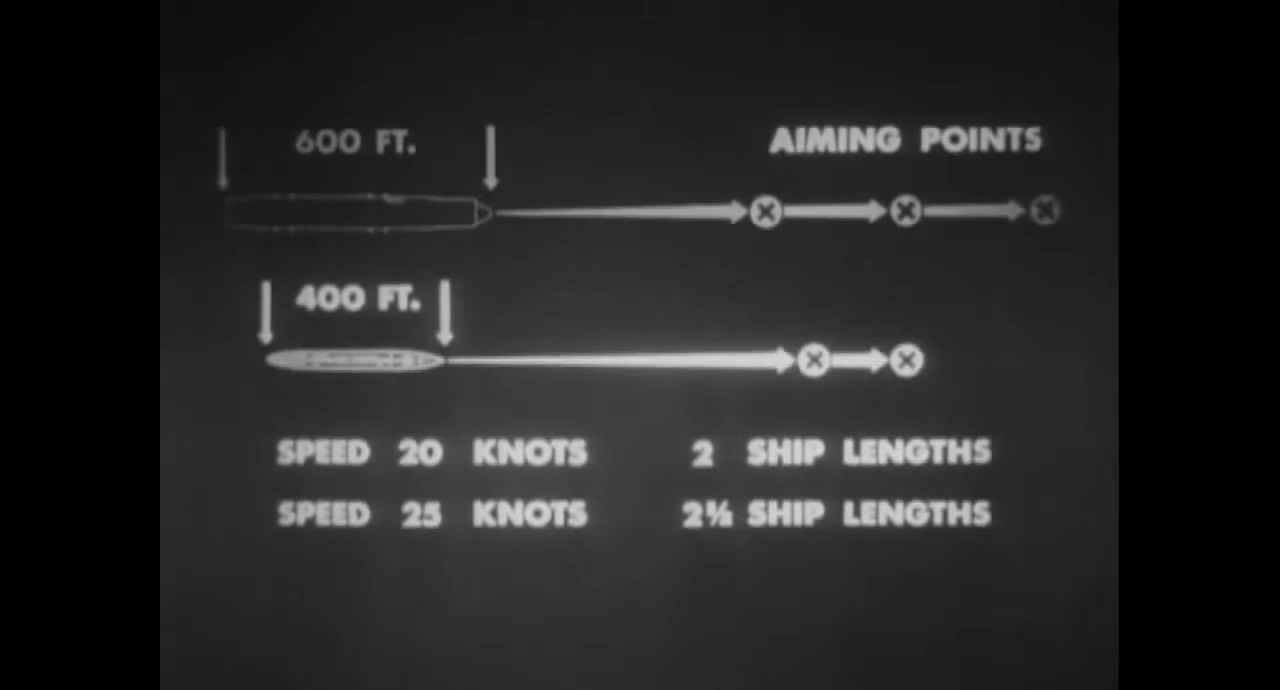 600 FT.
AIMING POINTS
400 FT.
SPEED 20 KNOTS 2 SHIP LENGTHS
SPEED 25 KNOTS 2½ SHIP LENGTHS